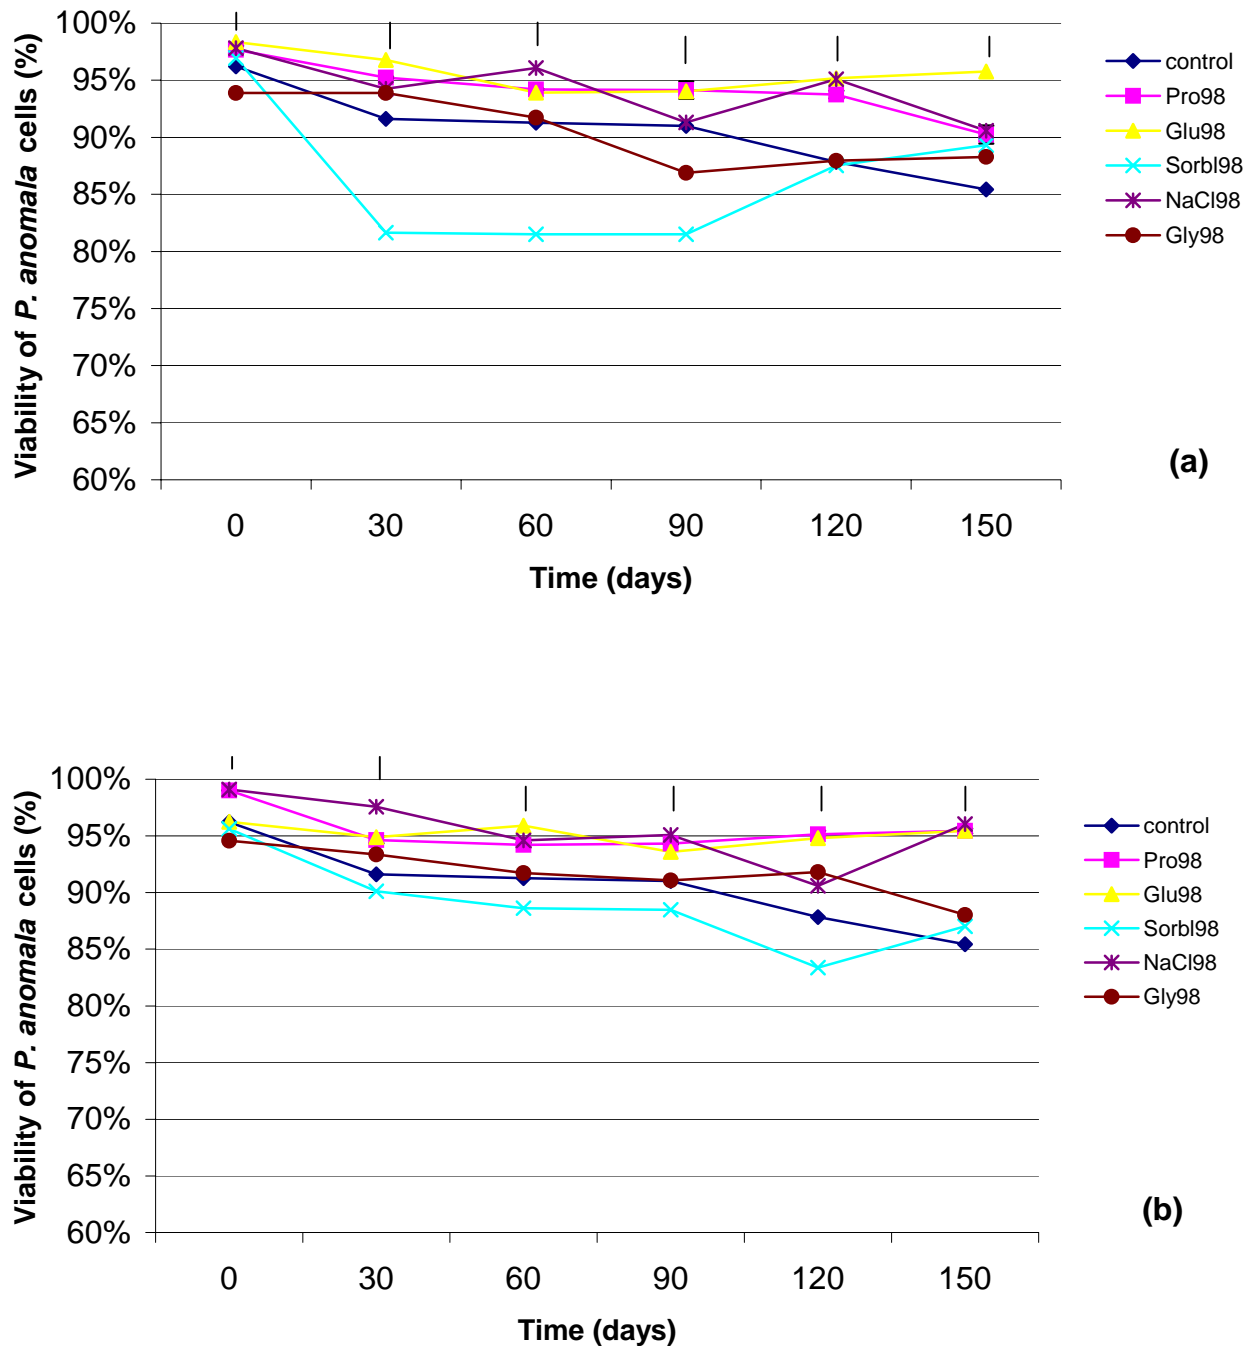 100%
95%
90%
85%
80%
75%
70%
65%
60%
Viability of P. anomala cells (%)
0 30 60 90 120 150
Time (days)
control
Pro98
Glu98
Sorbl98
NaCl98
Gly98
(a)
100%
95%
90%
85%
80%
75%
70%
65%
60%
Viability of P. anomala cells (%)
0 30 60 90 120 150
Time (days)
control
Pro98
Glu98
Sorbl98
NaCl98
Gly98
(b)